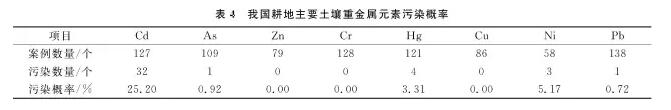 表 4 我国耕地主要土壤重金属元素污染概率
项目 Cd As Zn Cr Hg Cu Ni Pb
案例数量/个 127 109 79 128 121 86 58 138
污染数量/个 32 1 0 0 4 0 3 1
污染概率/% 25.20 0.92 0.00 0.00 3.31 0.00 5.17 0.72